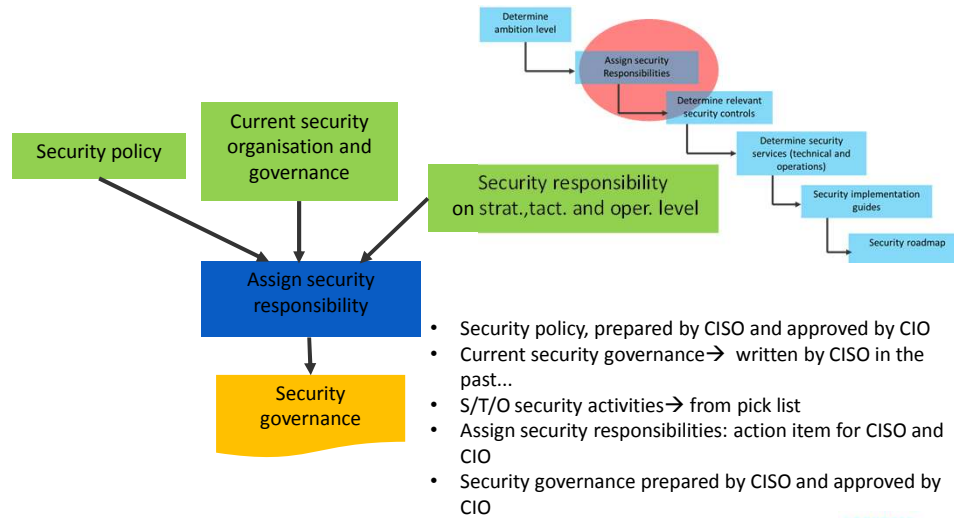 Determine
ambition level
Assign security
Responsibilities
Determine relevant
security controls
Determine security
services (technical and
operations)
Security implementation
guides
Security roadmap
Security policy
Current security
organisation and
governance
Security responsibility
on strat.,tact. and oper. level
Assign security
responsibility
Security
governance
• Security policy, prepared by CISO and approved by CIO
• Current security governance→ written by CISO in the
past...
• S/T/O security activities→ from pick list
• Assign security responsibilities: action item for CISO and
CIO
• Security governance prepared by CISO and approved by
CIO